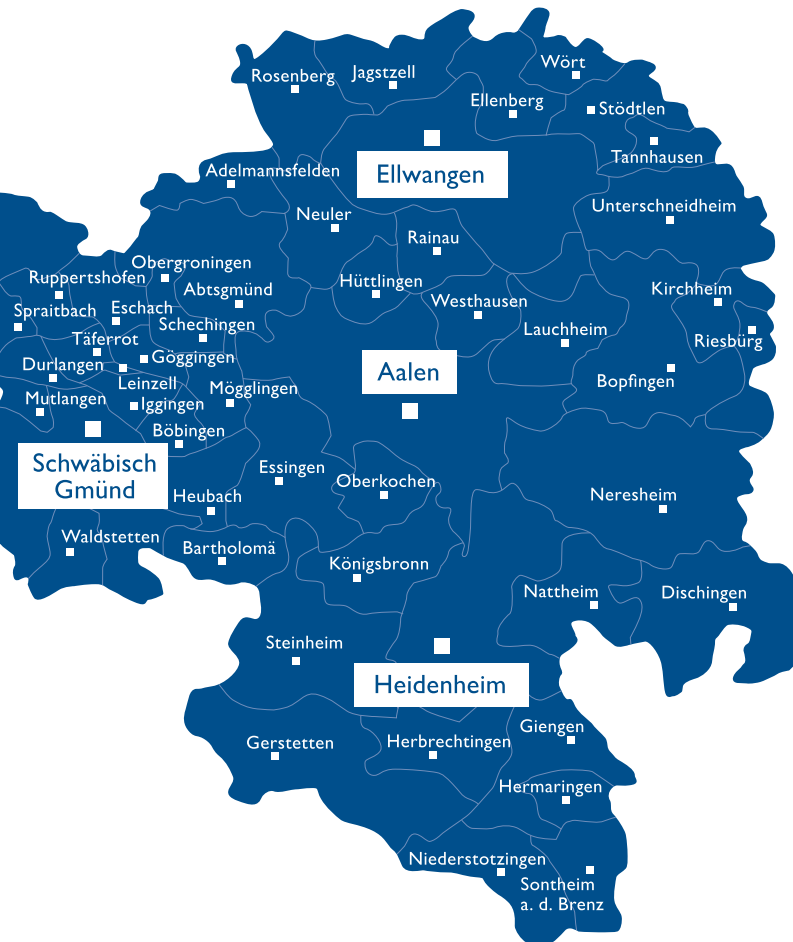 Wört
Rosenberg
Jagstzell
Ellenberg
Stödtlen
Tannhausen
Adelmannsfelden
Ellwangen
Unterschneidheim
Neuler
Rainau
Obergroningen
Ruppertshofen
Hüttlingen
Abtsgmünd
Kirchheim
Westhausen
Eschach
Spraitbach
Schechingen
Lauchheim
Täferrot
Riesbürg
Göggingen
Durlangen
Aalen
Leinzell
Bopfingen
Mögglingen
Mutlangen
Iggingen
Böbingen
Schwäbisch
Gmünd
Essingen
Oberkochen
Heubach
Neresheim
Waldstetten
Bartholomä
Königsbronn
Nattheim
Dischingen
Steinheim
Heidenheim
Giengen
Gerstetten
Herbrechtingen
Hermaringen
Niederstotzingen
Sontheim
a. d. Brenz